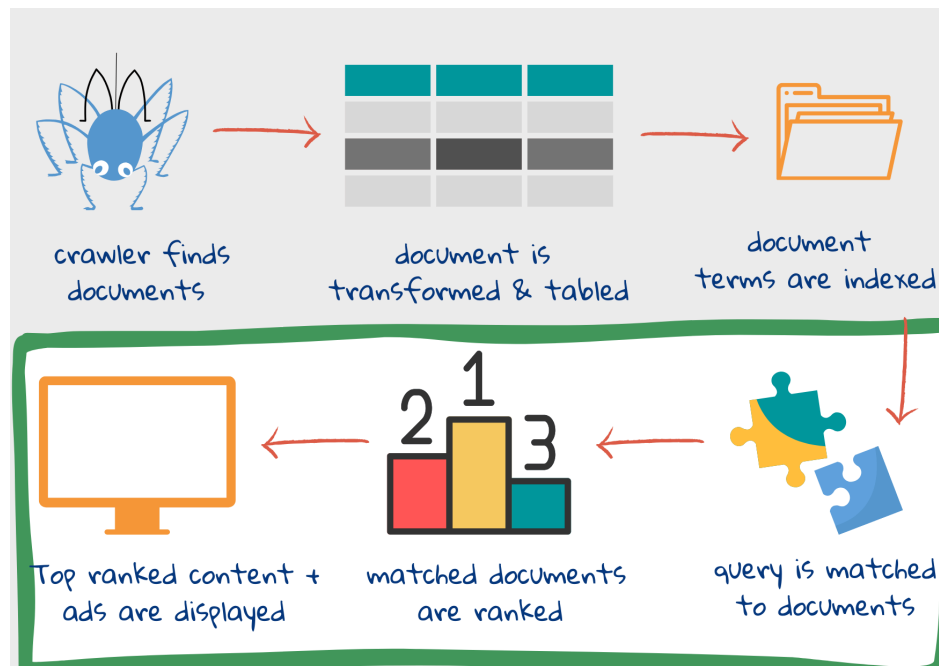 crawler finds
documents
document is
transformed & tabled
document
terms are indexed
2
1
3
Top ranked content +
ads are displayed
matched documents
are ranked
query is matched
to documents